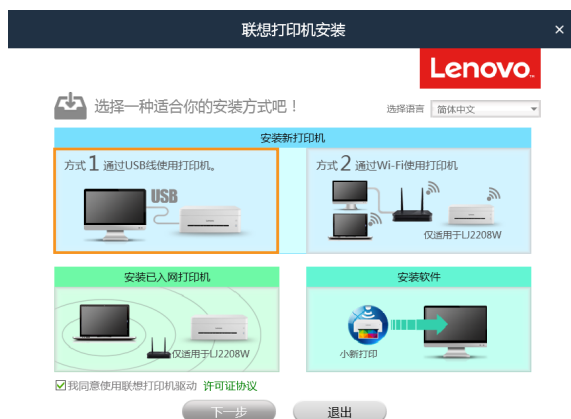 联想打印机安装
×
Lenovo
选择一种适合你的安装方式吧！
选择语言 简体中文
安装新打印机
方式1 通过USB线使用打印机。
方式2 通过Wi-Fi使用打印机
USB
仅适用于LJ2208W
安装已入网打印机
安装软件
仅适用于LJ2208W
小新打印
我同意使用联想打印机驱动 许可证协议
下一步
退出